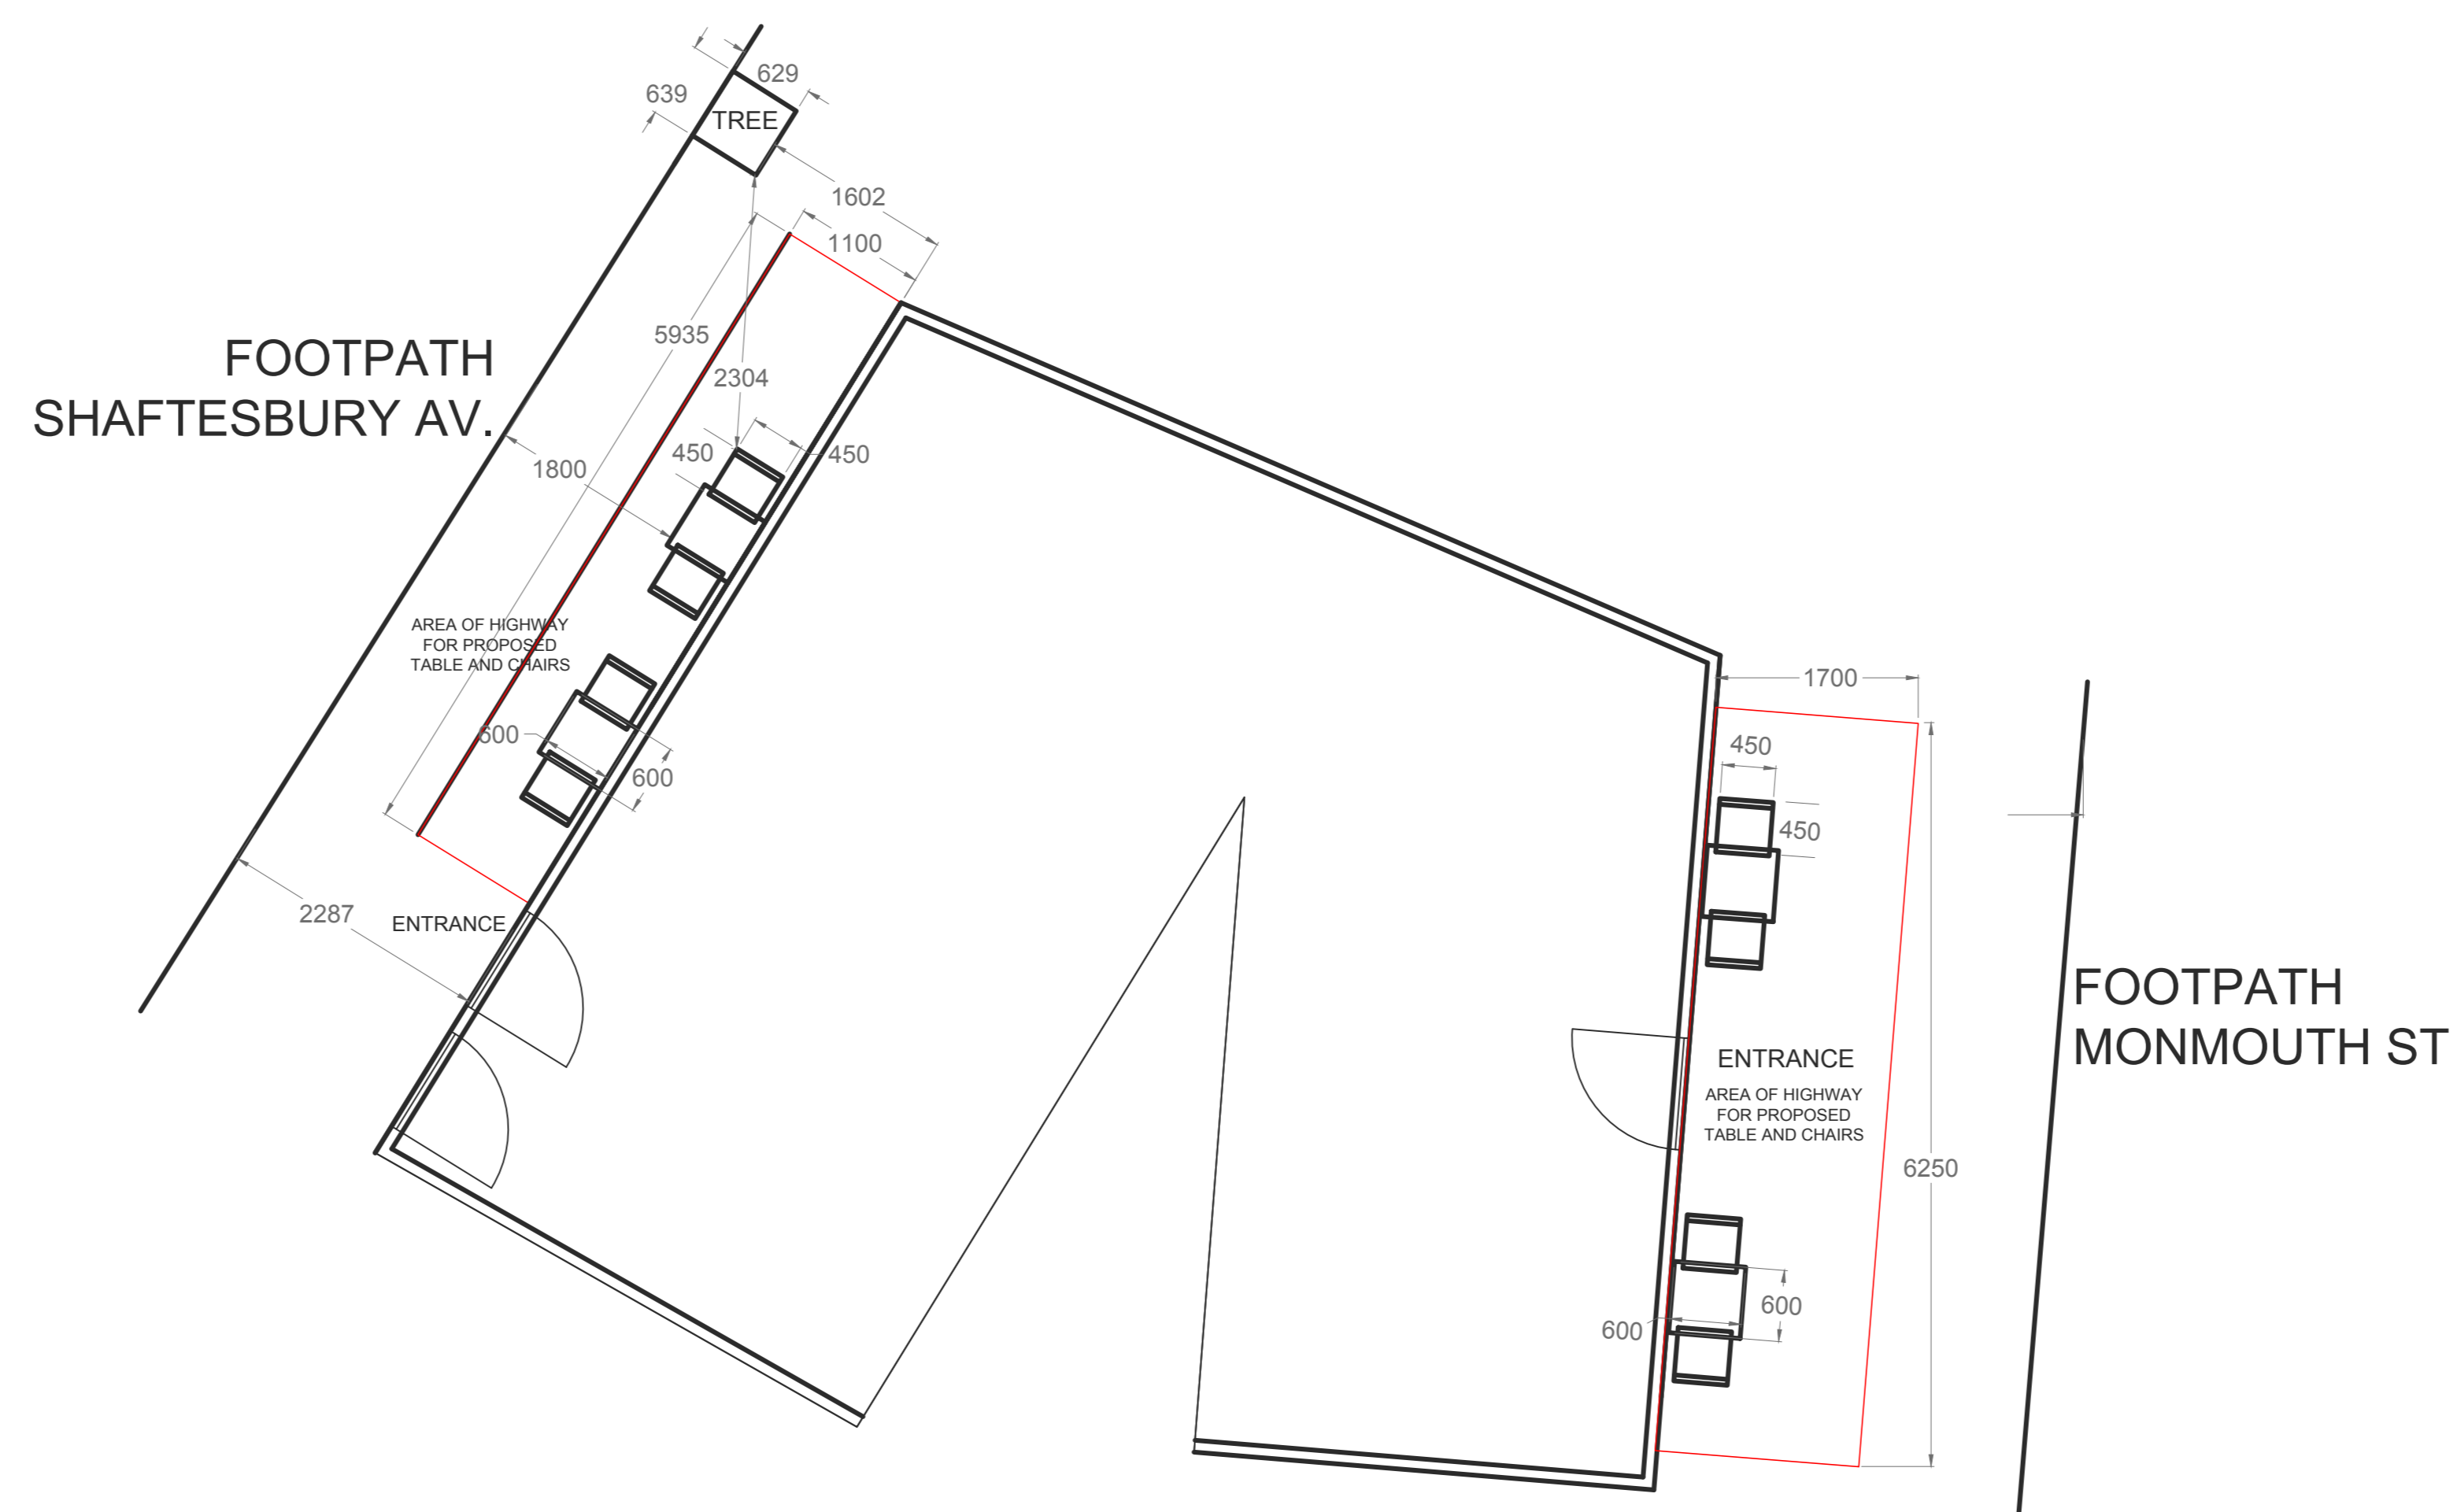 629
639
TREE
1602
1100
5935
FOOTPATH
SHAFTESBURY AV.
2304
450
450
1800
AREA OF HIGHWAY
FOR PROPOSED
TABLE AND CHAIRS
600
600
2287
ENTRANCE
1700
450
450
FOOTPATH
MONMOUTH ST
ENTRANCE
AREA OF HIGHWAY
FOR PROPOSED
TABLE AND CHAIRS
6250
600
600